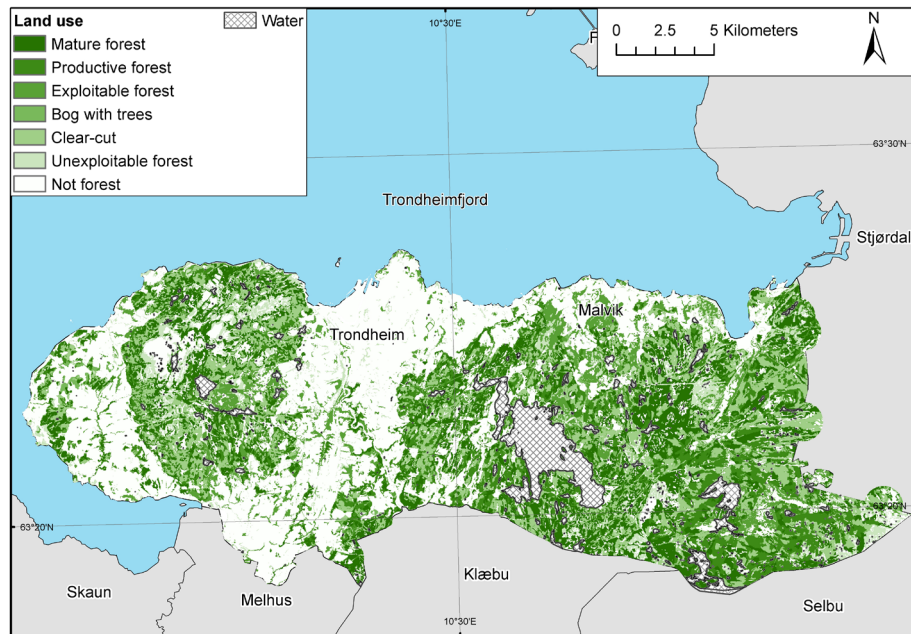 Land use
Water
Mature forest
Productive forest
Exploitable forest
Bog with trees
Clear-cut
Unexploitable forest
Not forest
10°30'E
F
0 2.5 5 Kilometers
N
63°30'N
Trondheimfjord
Stjørdal
Malvik
Trondheim
63°20'N
63°20'N
Skaun
Melhus
Klæbu
Selbu
10°30'E